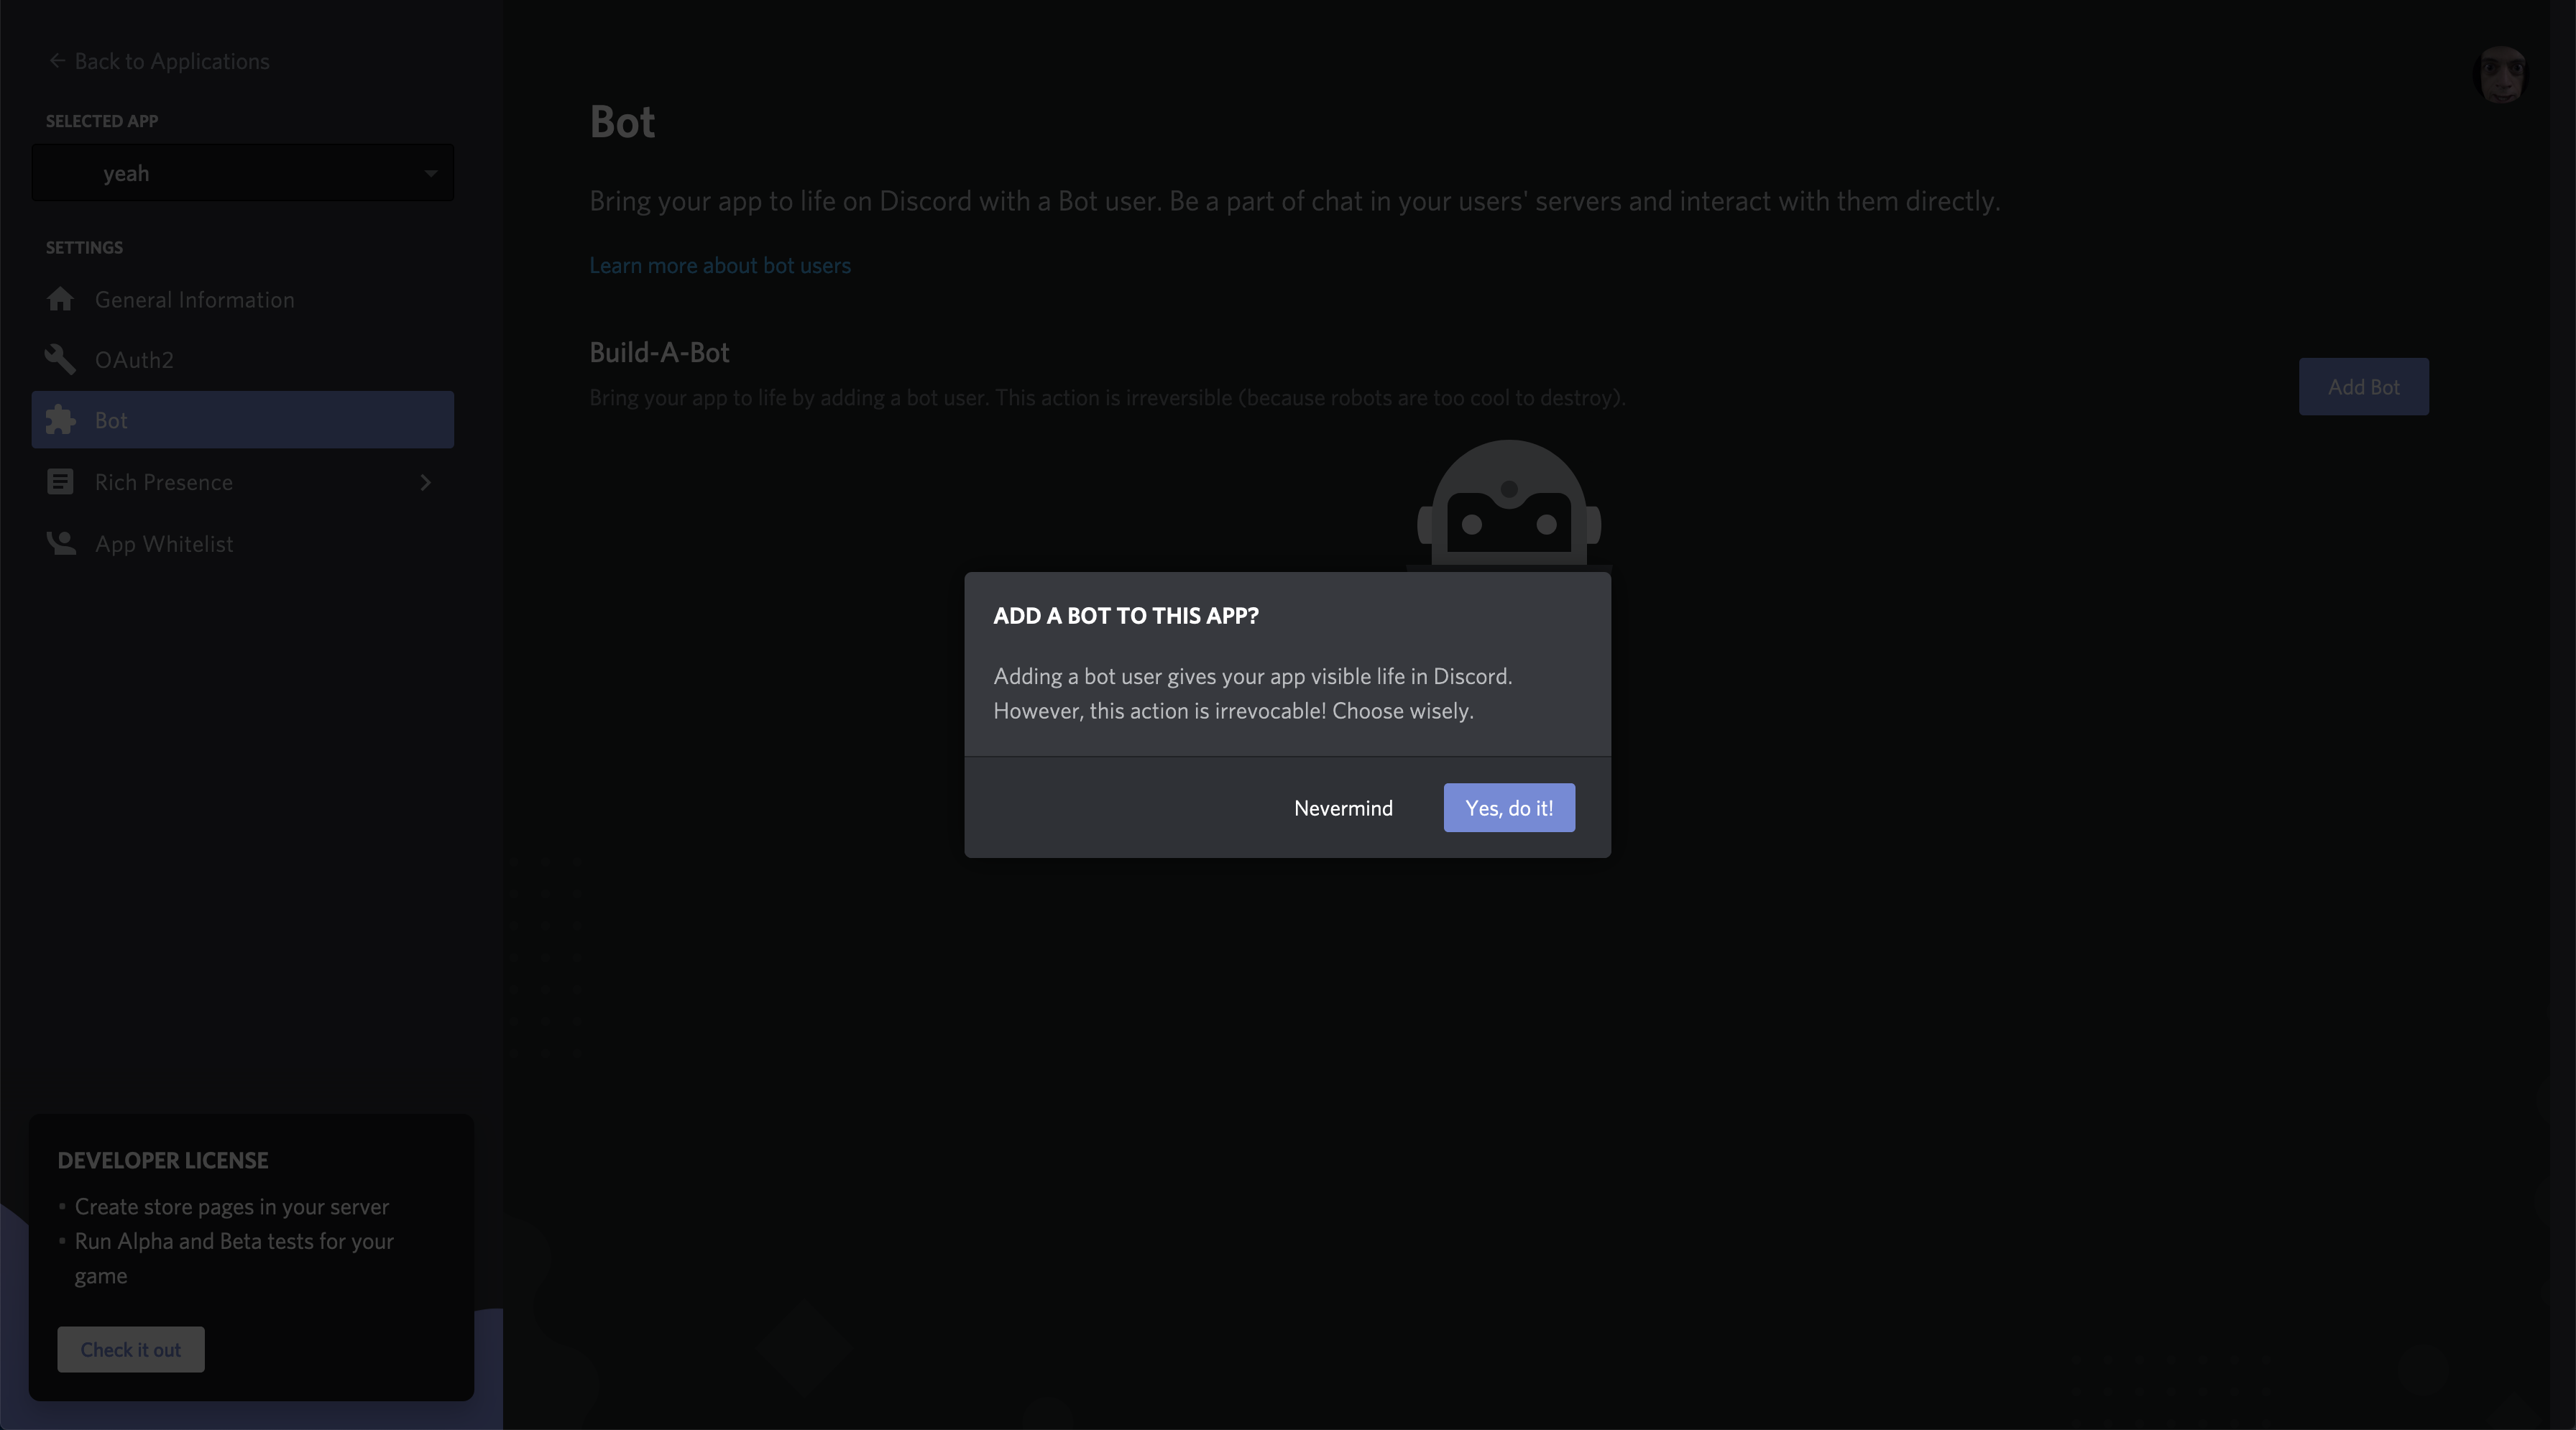 Back to Applications
SELECTED APP
yeah
SETTINGS
General Information
OAuth2
Bot
Rich Presence
App Whitelist
DEVELOPER LICENSE
• Create store pages in your server
• Run Alpha and Beta tests for your
game
Check it out
Bot
Bring your app to life on Discord with a Bot user. Be a part of chat in your users' servers and interact with them directly.
Learn more about bot users
Build-A-Bot
Bring your app to life by adding a bot user. This action is irreversible (because robots are too cool to destroy).
Add Bot
ADD A BOT TO THIS APP?
Adding a bot user gives your app visible life in Discord.
However, this action is irrevocable! Choose wisely.
Nevermind
Yes, do it!